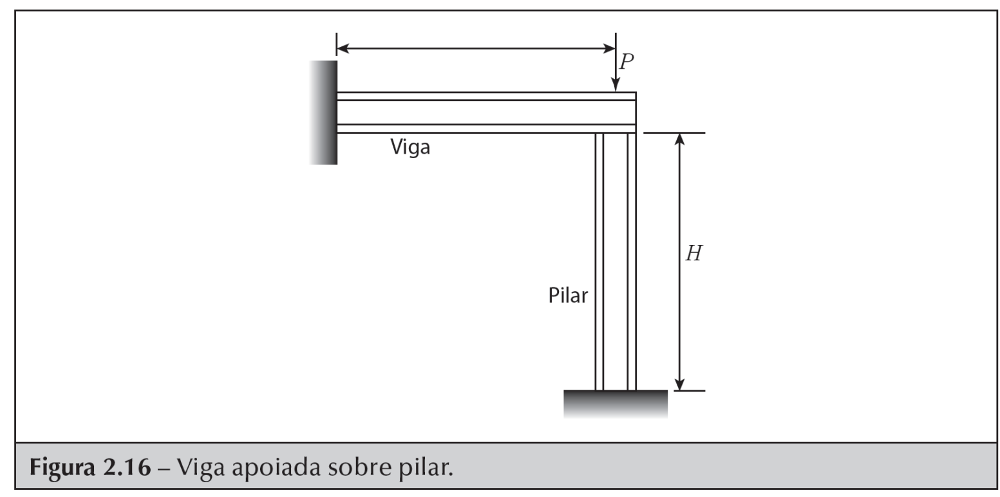 P
Viga
H
Pilar
Figura 2.16 – Viga apoiada sobre pilar.